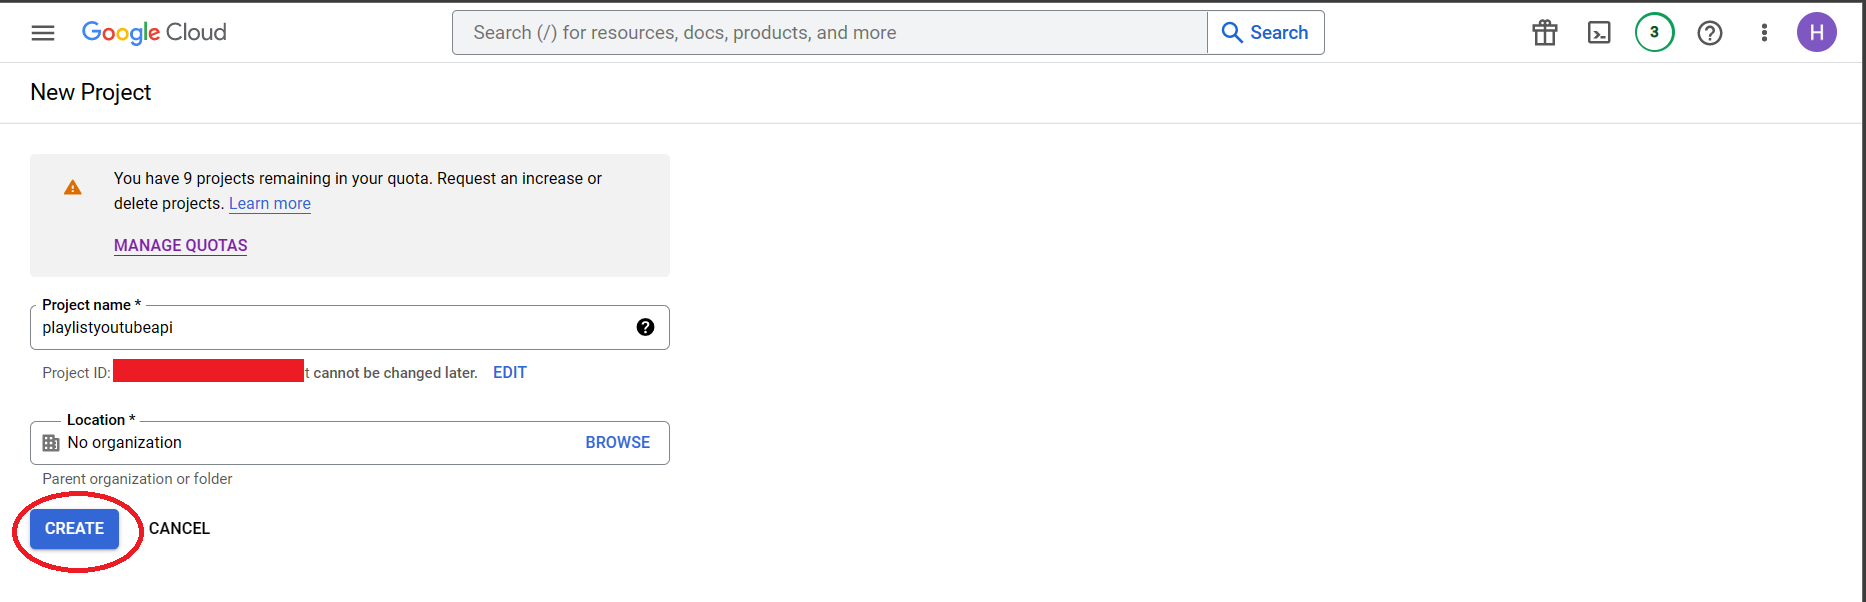 Google Cloud
Search (/) for resources, docs, products, and more
Search
3
H
New Project
You have 9 projects remaining in your quota. Request an increase or
delete projects. Learn more
MANAGE QUOTAS
Project name *
playlistyoutubeapi
Project ID: t cannot be changed later. EDIT
Location *
No organization BROWSE
Parent organization or folder
CREATE CANCEL